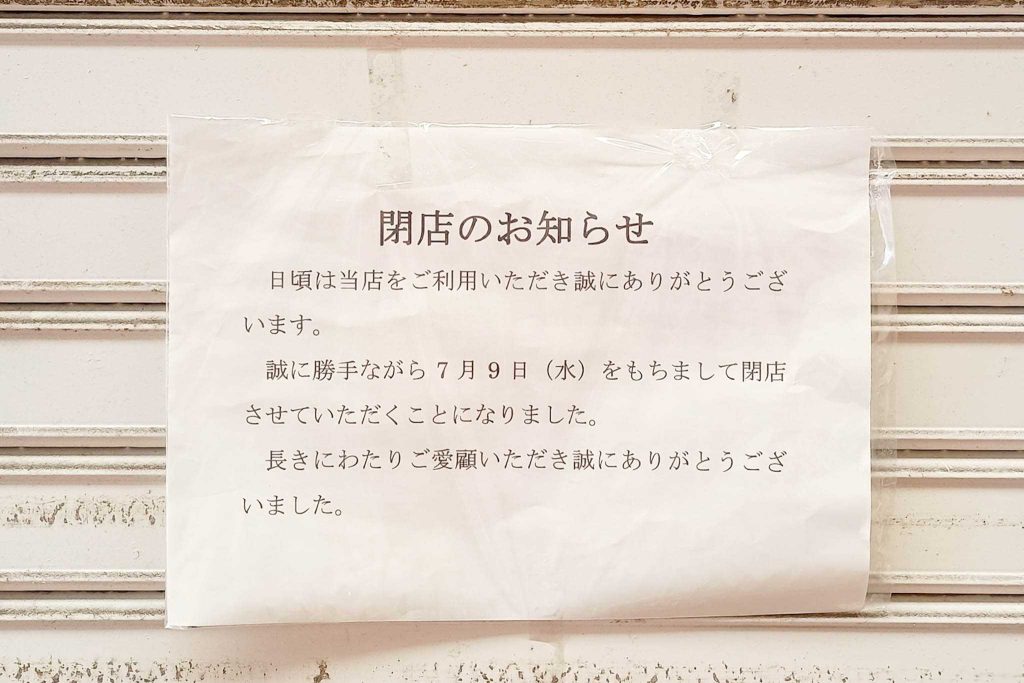 閉店のお知らせ
日頃は当店をご利用いただき誠にありがとうござ
います。
誠に勝手ながら7月9日（水）をもちまして閉店
させていただくことになりました。
長きにわたりご愛顧いただき誠にありがとうござ
いました。